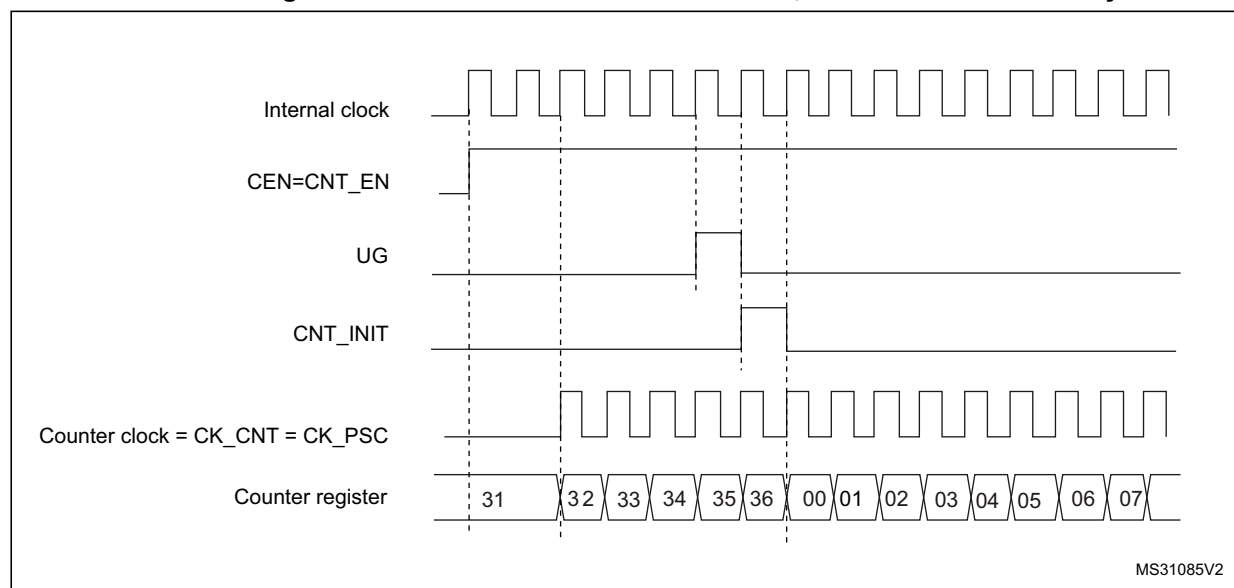 Internal clock
CEN=CNT_EN
UG
CNT_INIT
Counter clock = CK_CNT = CK_PSC
Counter register
31 32 33 34 35 36 00 01 02 03 04 05 06 07
MS31085V2